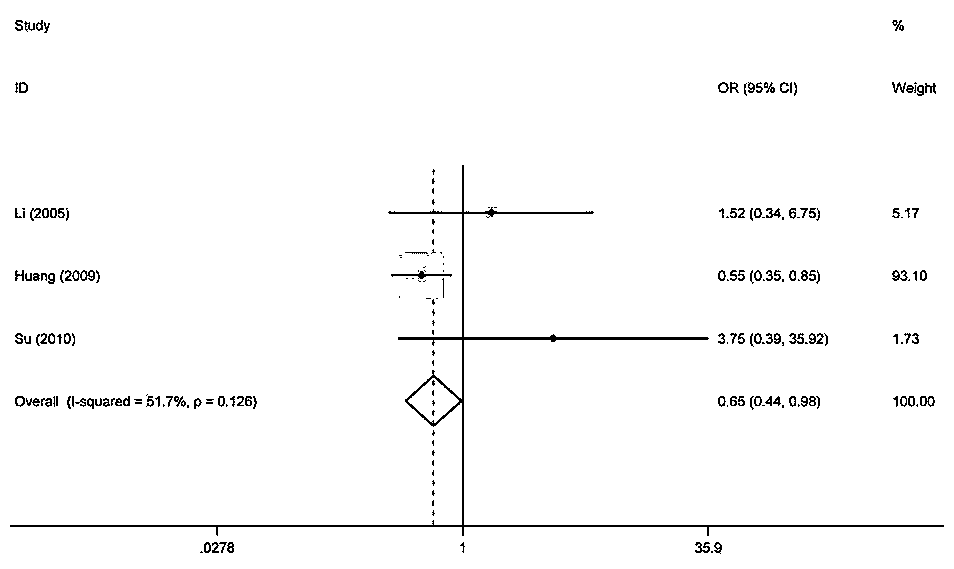 Study %
ID OR (95% CI) Weight
Li (2005) 1.52 (0.34, 6.75) 5.17
Huang (2009) 0.55 (0.35, 0.85) 93.10
Su (2010) 3.75 (0.39, 35.92) 1.73
Overall (I-squared = 51.7%, p = 0.126) 0.65 (0.44, 0.98) 100.00
.0278 1 35.9